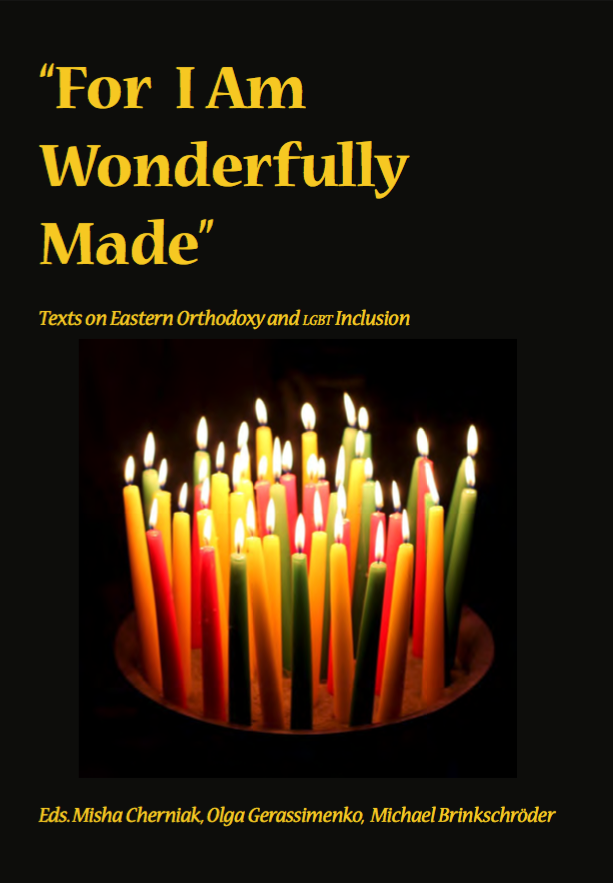 “For I Am
Wonderfully
Made”
Texts on Eastern Orthodoxy and LGBT Inclusion
Eds. Misha Cherniak, Olga Gerassimenko, Michael Brinkschröder